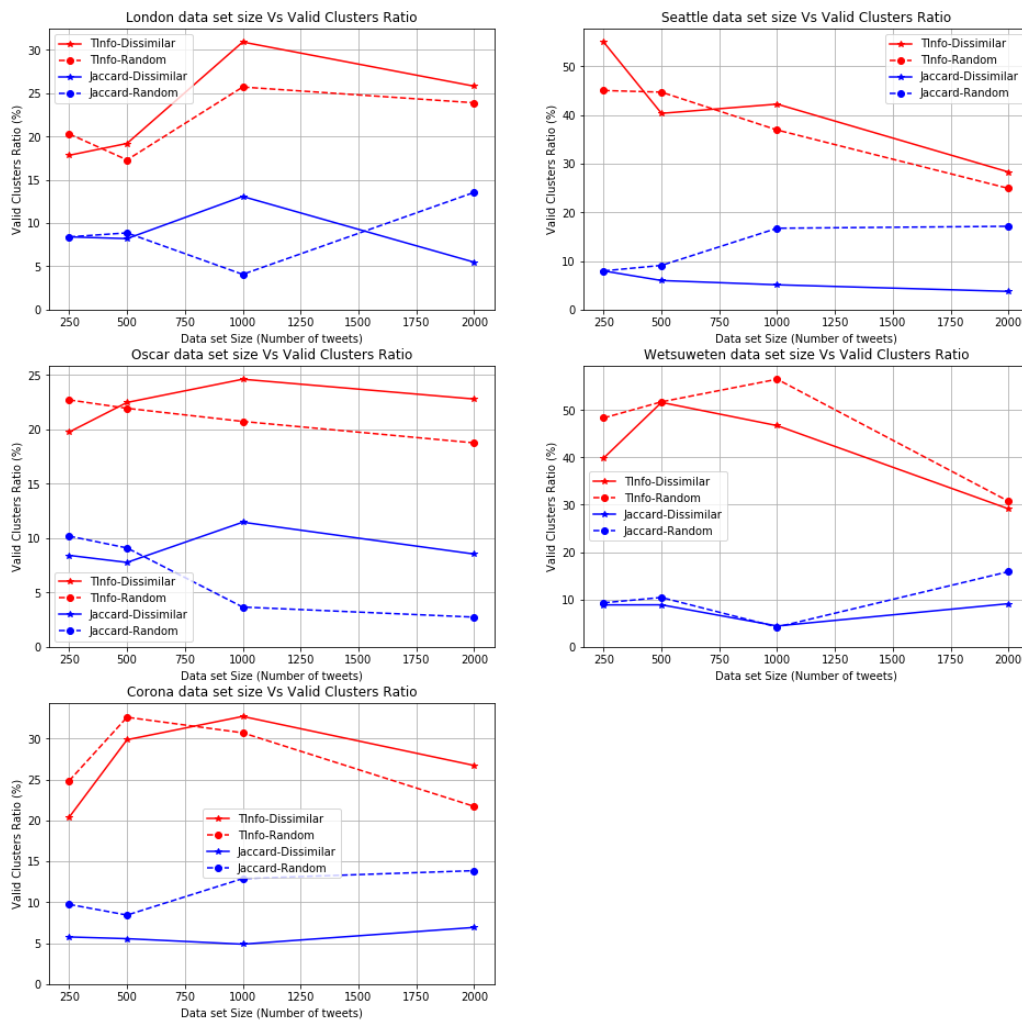 London data set size Vs Valid Clusters Ratio
Valid Clusters Ratio (%)
30
25
20
15
10
5
0
TInfo-Dissimilar
TInfo-Random
Jaccard-Dissimilar
Jaccard-Random
250 500 750 1000 1250 1500 1750 2000
Data set Size (Number of tweets)
Seattle data set size Vs Valid Clusters Ratio
Valid Clusters Ratio (%)
50
40
30
20
10
0
TInfo-Dissimilar
TInfo-Random
Jaccard-Dissimilar
Jaccard-Random
250 500 750 1000 1250 1500 1750 2000
Data set Size (Number of tweets)
Oscar data set size Vs Valid Clusters Ratio
Valid Clusters Ratio (%)
25
20
15
10
5
0
TInfo-Dissimilar
TInfo-Random
Jaccard-Dissimilar
Jaccard-Random
250 500 750 1000 1250 1500 1750 2000
Data set Size (Number of tweets)
Wetsuweten data set size Vs Valid Clusters Ratio
Valid Clusters Ratio (%)
50
40
30
20
10
0
TInfo-Dissimilar
TInfo-Random
Jaccard-Dissimilar
Jaccard-Random
250 500 750 1000 1250 1500 1750 2000
Data set Size (Number of tweets)
Corona data set size Vs Valid Clusters Ratio
Valid Clusters Ratio (%)
30
25
20
15
10
5
0
TInfo-Dissimilar
TInfo-Random
Jaccard-Dissimilar
Jaccard-Random
250 500 750 1000 1250 1500 1750 2000
Data set Size (Number of tweets)